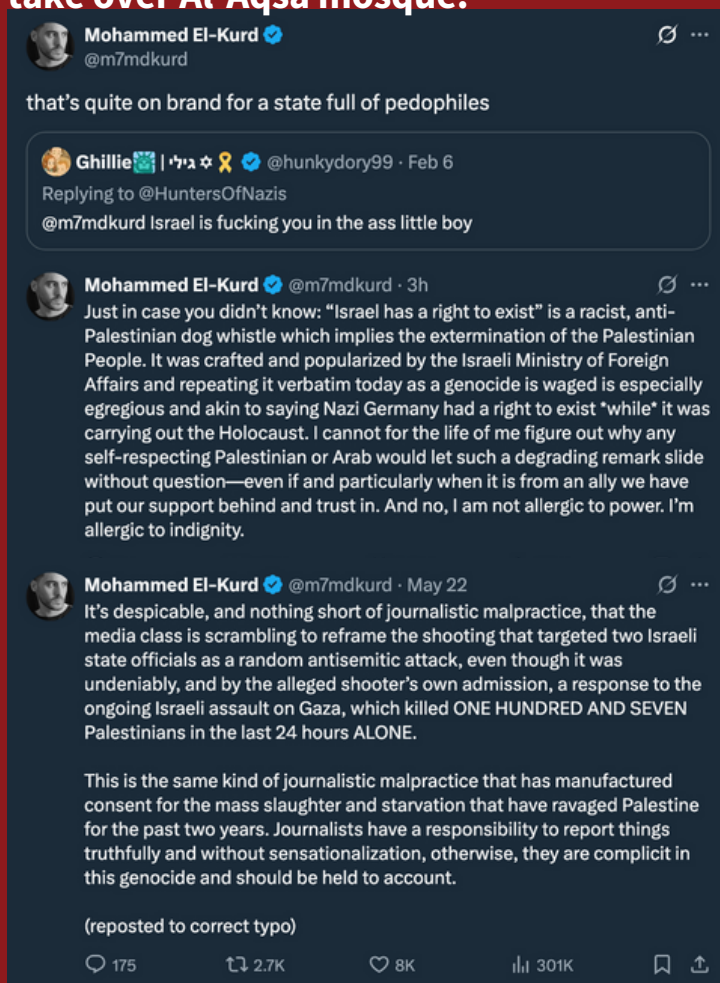 take over Al-Aqsa mosque.
Mohammed El-Kurd
@m7mdkurd
that's quite on brand for a state full of pedophiles
Ghillie | גילי @hunkydory99 · Feb 6
Replying to @HuntersOfNazis
@m7mdkurd Israel is fucking you in the ass little boy
Mohammed El-Kurd @m7mdkurd · 3h
Just in case you didn't know: “Israel has a right to exist” is a racist, anti-
Palestinian dog whistle which implies the extermination of the Palestinian
People. It was crafted and popularized by the Israeli Ministry of Foreign
Affairs and repeating it verbatim today as a genocide is waged is especially
egregious and akin to saying Nazi Germany had a right to exist *while* it was
carrying out the Holocaust. I cannot for the life of me figure out why any
self-respecting Palestinian or Arab would let such a degrading remark slide
without question—even if and particularly when it is from an ally we have
put our support behind and trust in. And no, I am not allergic to power. I'm
allergic to indignity.
Mohammed El-Kurd @m7mdkurd · May 22
It's despicable, and nothing short of journalistic malpractice, that the
media class is scrambling to reframe the shooting that targeted two Israeli
state officials as a random antisemitic attack, even though it was
undeniably, and by the alleged shooter's own admission, a response to the
ongoing Israeli assault on Gaza, which killed ONE HUNDRED AND SEVEN
Palestinians in the last 24 hours ALONE.
This is the same kind of journalistic malpractice that has manufactured
consent for the mass slaughter and starvation that have ravaged Palestine
for the past two years. Journalists have a responsibility to report things
truthfully and without sensationalization, otherwise, they are complicit in
this genocide and should be held to account.
(reposted to correct typo)
175 2.7K 8K 301K